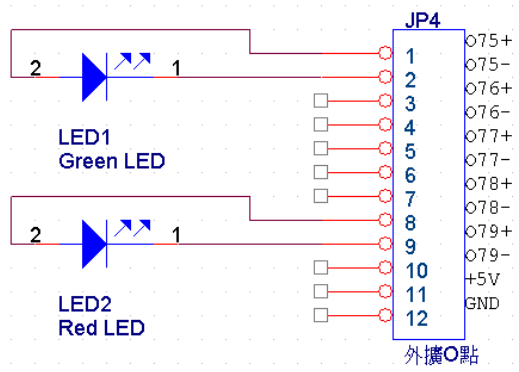 JP4
1 O75+
2 O75-
3 O76+
4 O76-
5 O77+
6 O77-
7 O78+
8 O78-
9 O79+
10 O79-
11 +5V
12 GND
外擴O點
2 1
LED1
Green LED
2 1
LED2
Red LED